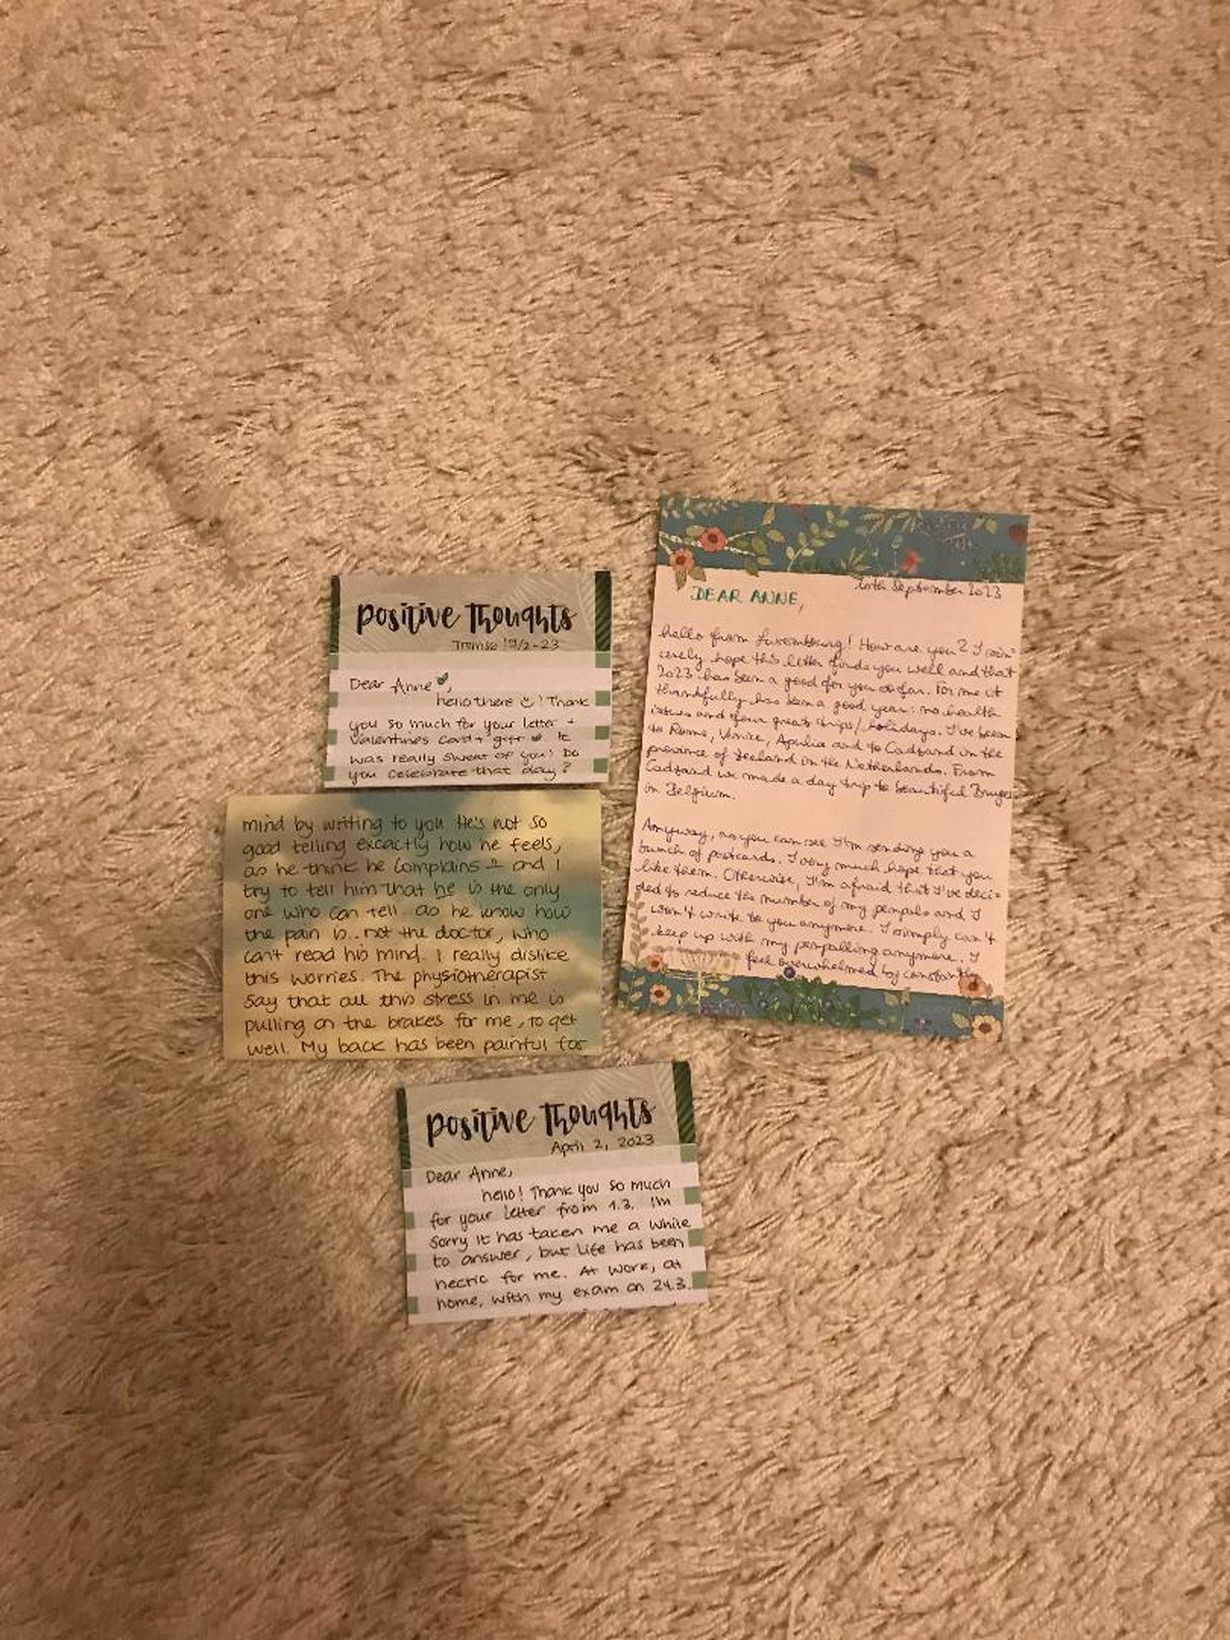 positive Thoughts
Tromsø 19/2-23
Dear Anne,
hello there ! Thank
you so much for your letter +
Valentines card + gift It
was really sweet of you! Do
you celebrate that day?
mind by writing to you He's not so
good telling excactly how he feels,
as he think he complains and I
try to tell him that he is the only
one who can tell as he know how
the pain is.. not the doctor, who
can't read his mind. I really dislike
this worries. The physiotherapist
say that all this stress in me is
pulling on the brakes for me, to get
well. My back has been painful for
positive Thoughts
April 2, 2023
Dear Anne,
hello! Thank you so much
for your letter from 1.3. I'm
sorry it has taken me a while
to answer, but life has been
hectic for me. At work, at
home, with my exam on 24.3.
September 2023
DEAR ANNE,
hello from Luxembourg! How are you? I sin-
cerely hope this letter finds you well and that
2023 has been a good for you so far. For me it
thankfully has been a good year: no health
issues and four great trips/holidays. I've been
to Rome, Venice, Apulia and to Cadzand in the
province of Zeeland in the Netherlands. From
Cadzand we made a day trip to beautiful Bruges
in Belgium.
Anyway, as you can see I'm sending you a
bunch of postcards. I very much hope that you
like them. Otherwise, I'm afraid that I've deci-
ded to reduce the number of my penpals and I
won't write to you anymore. I simply can't
keep up with my penpalling anymore. I
feel overwhelmed by constantly